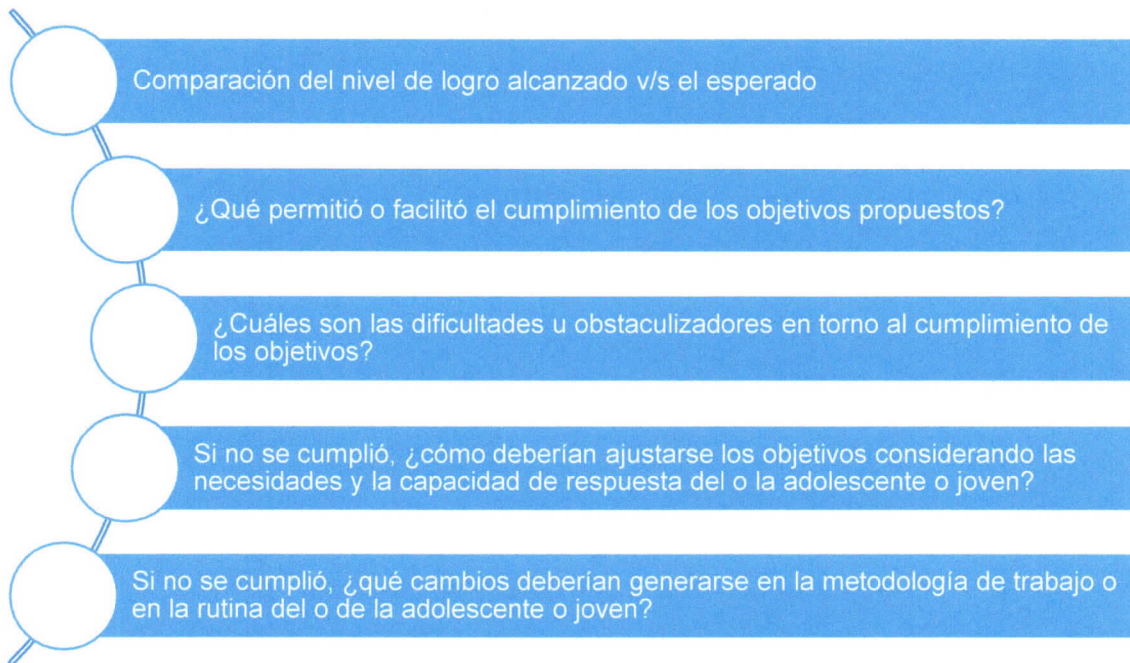 Comparación del nivel de logro alcanzado v/s el esperado
¿Qué permitió o facilitó el cumplimiento de los objetivos propuestos?
¿Cuáles son las dificultades u obstaculizadores en torno al cumplimiento de
los objetivos?
Si no se cumplió, ¿cómo deberían ajustarse los objetivos considerando las
necesidades y la capacidad de respuesta del o la adolescente o joven?
Si no se cumplió, ¿qué cambios deberían generarse en la metodología de trabajo o
en la rutina del o de la adolescente o joven?